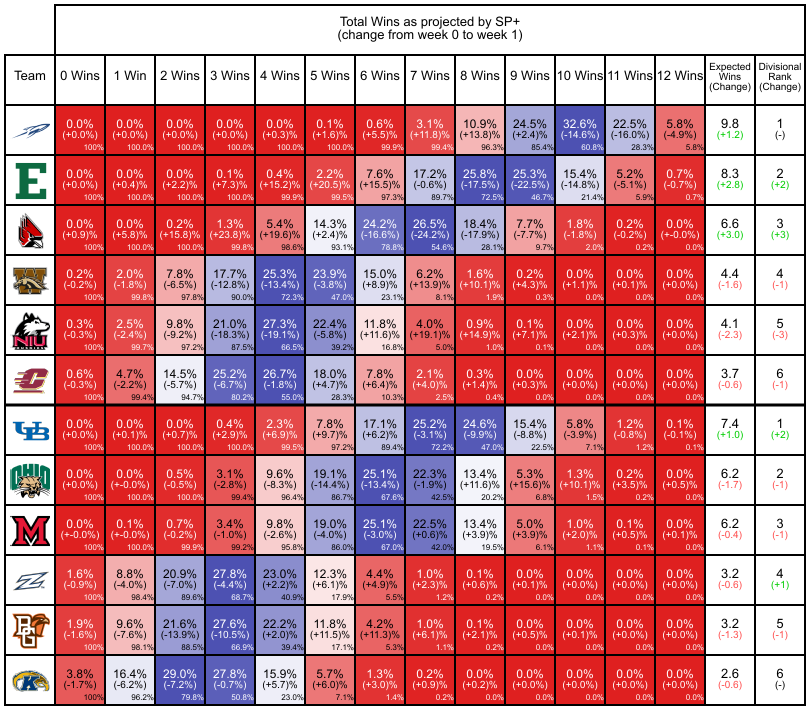 Total Wins as projected by SP+
(change from week 0 to week 1)
Team 0 Wins 1 Win 2 Wins 3 Wins 4 Wins 5 Wins 6 Wins 7 Wins 8 Wins 9 Wins 10 Wins 11 Wins 12 Wins Expected Wins (Change) Divisional Rank (Change)
0.0% 0.0% 0.0% 0.0% 0.0% 0.1% 0.6% 3.1% 10.9% 24.5% 32.6% 22.5% 5.8% 9.8 1
(+0.0%) (+0.0%) (+0.0%) (+0.0%) (+0.3%) (+1.6)% (+5.5)% (+11.8)% (+13.8)% (+2.4)% (-14.6)% (-16.0)% (-4.9)% (+1.2) (-)
100% 100.0% 100.0% 100.0% 100.0% 100.0% 99.9% 99.4% 96.3% 85.4% 60.8% 28.3% 5.8%
E 0.0% 0.0% 0.0% 0.1% 0.4% 2.2% 7.6% 17.2% 25.8% 25.3% 15.4% 5.2% 0.7% 8.3 2
(+0.0%) (+0.4%) (+2.2%) (+7.3%) (+15.2%) (+20.5)% (+15.5)% (-0.6)% (-17.5)% (-22.5)% (-14.8)% (-5.1)% (-0.7)% (+2.8) (+2)
100% 100.0% 100.0% 100.0% 99.9% 99.5% 97.3% 89.7% 72.5% 46.7% 21.4% 5.9% 0.7%
0.0% 0.0% 0.2% 1.3% 5.4% 14.3% 24.2% 26.5% 18.4% 7.7% 1.8% 0.2% 0.0% 6.6 3
(+0.9%) (+5.8%) (+15.8%) (+23.8%) (+19.6%) (+2.4)% (-16.6)% (-24.2)% (-17.9)% (-7.7)% (-1.8)% (-0.2)% (+-0.0)% (+3.0) (+3)
100% 100.0% 100.0% 99.8% 98.6% 93.1% 78.8% 54.6% 28.1% 9.7% 2.0% 0.2% 0.0%
W 0.2% 2.0% 7.8% 17.7% 25.3% 23.9% 15.0% 6.2% 1.6% 0.2% 0.0% 0.0% 0.0% 4.4 4
(-0.2%) (-1.8%) (-6.5%) (-12.8%) (-13.4%) (-3.8)% (+8.9)% (+13.9)% (+10.1)% (+4.3)% (+1.1)% (+0.1)% (+0.0)% (-1.6) (-1)
100% 99.8% 97.8% 90.0% 72.3% 47.0% 23.1% 8.1% 1.9% 0.3% 0.0% 0.0% 0.0%
NIU 0.3% 2.5% 9.8% 21.0% 27.3% 22.4% 11.8% 4.0% 0.9% 0.1% 0.0% 0.0% 0.0% 4.1 5
(-0.3%) (-2.4%) (-9.2%) (-18.3%) (-19.1%) (-5.8)% (+11.6)% (+19.1)% (+14.9)% (+7.1)% (+2.1)% (+0.3)% (+0.0)% (-2.3) (-3)
100% 99.7% 97.2% 87.5% 66.5% 39.2% 16.8% 5.0% 1.0% 0.1% 0.0% 0.0% 0.0%
C 0.6% 4.7% 14.5% 25.2% 26.7% 18.0% 7.8% 2.1% 0.3% 0.0% 0.0% 0.0% 0.0% 3.7 6
(-0.3%) (-2.2%) (-5.7%) (-6.7%) (-1.8%) (+4.7)% (+6.4)% (+4.0)% (+1.4)% (+0.3)% (+0.0)% (+0.0)% (+0.0)% (-0.6) (-1)
100% 99.4% 94.7% 80.2% 55.0% 28.3% 10.3% 2.5% 0.4% 0.0% 0.0% 0.0% 0.0%
UB 0.0% 0.0% 0.0% 0.4% 2.3% 7.8% 17.1% 25.2% 24.6% 15.4% 5.8% 1.2% 0.1% 7.4 1
(+0.0%) (+0.1%) (+0.7%) (+2.9%) (+6.9%) (+9.7)% (+6.2)% (-3.1)% (-9.9)% (-8.8)% (-3.9)% (-0.8)% (-0.1)% (+1.0) (+2)
100% 100.0% 100.0% 100.0% 99.5% 97.2% 89.4% 72.2% 47.0% 22.5% 7.1% 1.2% 0.1%
OHIO 0.0% 0.0% 0.5% 3.1% 9.6% 19.1% 25.1% 22.3% 13.4% 5.3% 1.3% 0.2% 0.0% 6.2 2
(+0.0%) (+-0.0%) (-0.5%) (-2.8%) (-8.3%) (-14.4)% (-13.4)% (-1.9)% (+11.6)% (+15.6)% (+10.1)% (+3.5)% (+0.5)% (-1.7) (-1)
100% 100.0% 100.0% 99.4% 96.4% 86.7% 67.6% 42.5% 20.2% 6.8% 1.5% 0.2% 0.0%
M 0.0% 0.1% 0.7% 3.4% 9.8% 19.0% 25.1% 22.5% 13.4% 5.0% 1.0% 0.1% 0.0% 6.2 3
(+-0.0%) (+-0.0%) (-0.2%) (-1.0%) (-2.6%) (-4.0)% (-3.0)% (+0.6)% (+3.9)% (+3.9)% (+2.0)% (+0.5)% (+0.1)% (-0.4) (-1)
100% 100.0% 99.9% 99.2% 95.8% 86.0% 67.0% 42.0% 19.5% 6.1% 1.1% 0.1% 0.0%
1.6% 8.8% 20.9% 27.8% 23.0% 12.3% 4.4% 1.0% 0.1% 0.0% 0.0% 0.0% 0.0% 3.2 4
(-0.9%) (-4.0%) (-7.0%) (-4.4%) (+2.2%) (+6.1)% (+4.9)% (+2.3)% (+0.6)% (+0.1)% (+0.0)% (+0.0)% (+0.0)% (-0.6) (+1)
100% 98.4% 89.6% 68.7% 40.9% 17.9% 5.5% 1.2% 0.2% 0.0% 0.0% 0.0% 0.0%
BG 1.9% 9.6% 21.6% 27.6% 22.2% 11.8% 4.2% 1.0% 0.1% 0.0% 0.0% 0.0% 0.0% 3.2 5
(-1.6%) (-7.6%) (-13.9%) (-10.5%) (+2.0%) (+11.5)% (+11.3)% (+6.1)% (+2.1)% (+0.5)% (+0.1)% (+0.0)% (+0.0)% (-1.3) (-1)
100% 98.1% 88.5% 66.9% 39.4% 17.1% 5.3% 1.1% 0.2% 0.0% 0.0% 0.0% 0.0%
K 3.8% 16.4% 29.0% 27.8% 15.9% 5.7% 1.3% 0.2% 0.0% 0.0% 0.0% 0.0% 0.0% 2.6 6
(-1.7%) (-6.2%) (-7.2%) (-0.7%) (+5.7%) (+6.0)% (+3.0)% (+0.9)% (+0.2)% (+0.0)% (+0.0)% (+0.0)% (+0.0)% (-0.6) (-)
100% 96.2% 79.8% 50.8% 23.0% 7.1% 1.4% 0.2% 0.0% 0.0% 0.0% 0.0% 0.0%